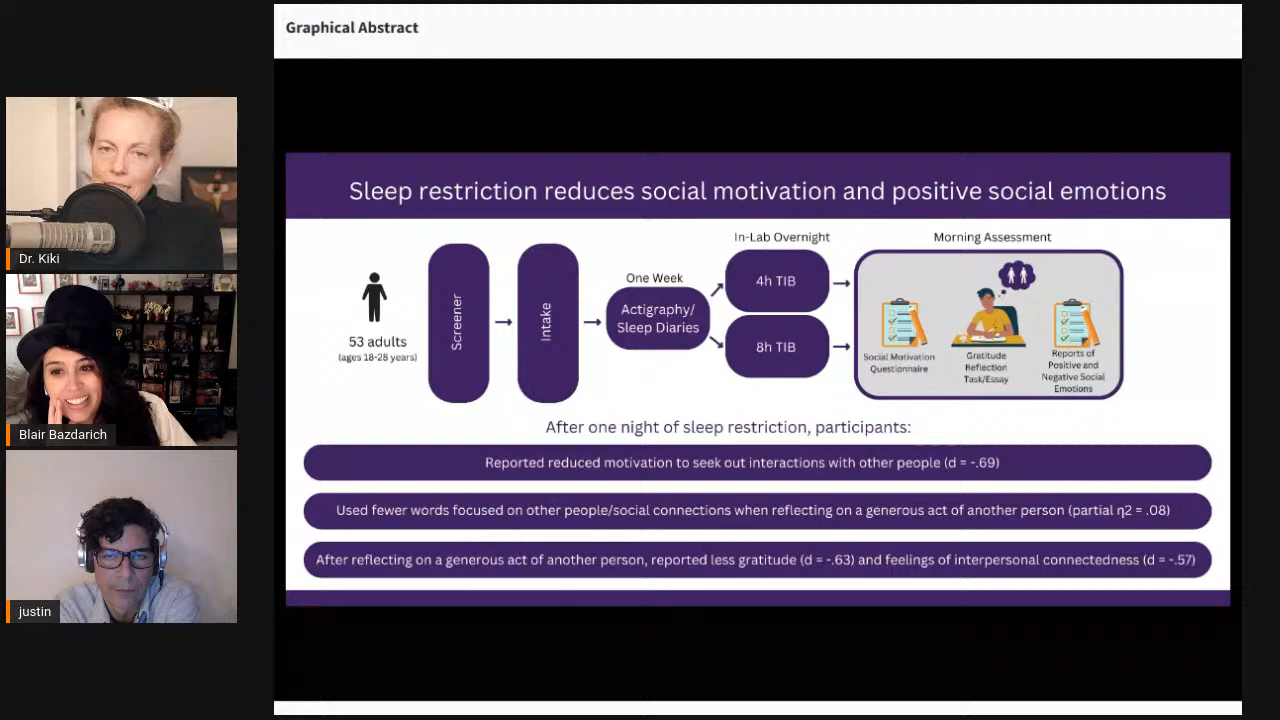 Graphical Abstract
Sleep restriction reduces social motivation and positive social emotions
In-Lab Overnight
Morning Assessment
53 adults
(ages 18-28 years)
Screener
Intake
One Week
Actigraphy/
Sleep Diaries
4h TIB
8h TIB
Social Motivation
Questionnaire
Gratitude
Reflection
Task/Essay
Reports of
Positive and
Negative Social
Emotions
After one night of sleep restriction, participants:
Reported reduced motivation to seek out interactions with other people (d = -.69)
Used fewer words focused on other people/social connections when reflecting on a generous act of another person (partial η2 = .08)
After reflecting on a generous act of another person, reported less gratitude (d = -.63) and feelings of interpersonal connectedness (d = -.57)
Dr. Kiki
Blair Bazdarich
justin